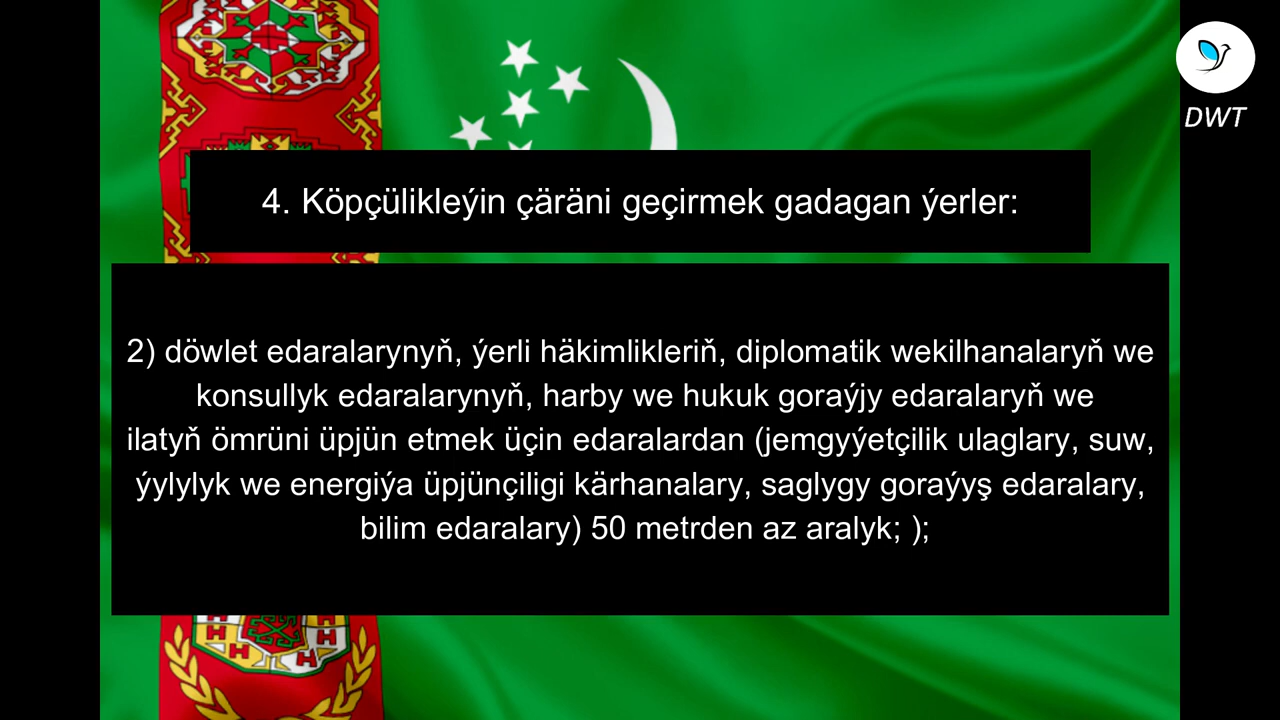 DWT
4. Köpçülikleýin çäräni geçirmek gadagan ýerler:
2) döwlet edaralarynyň, ýerli häkimlikleriň, diplomatik wekilhanalaryň we
konsullyk edaralarynyň, harby we hukuk goraýjy edaralaryň we
ilatyň ömrüni üpjün etmek üçin edaralardan (jemgyýetçilik ulaglary, suw,
ýylylyk we energiýa üpjünçiligi kärhanalary, saglygy goraýyş edaralary,
bilim edaralary) 50 metrden az aralyk; );